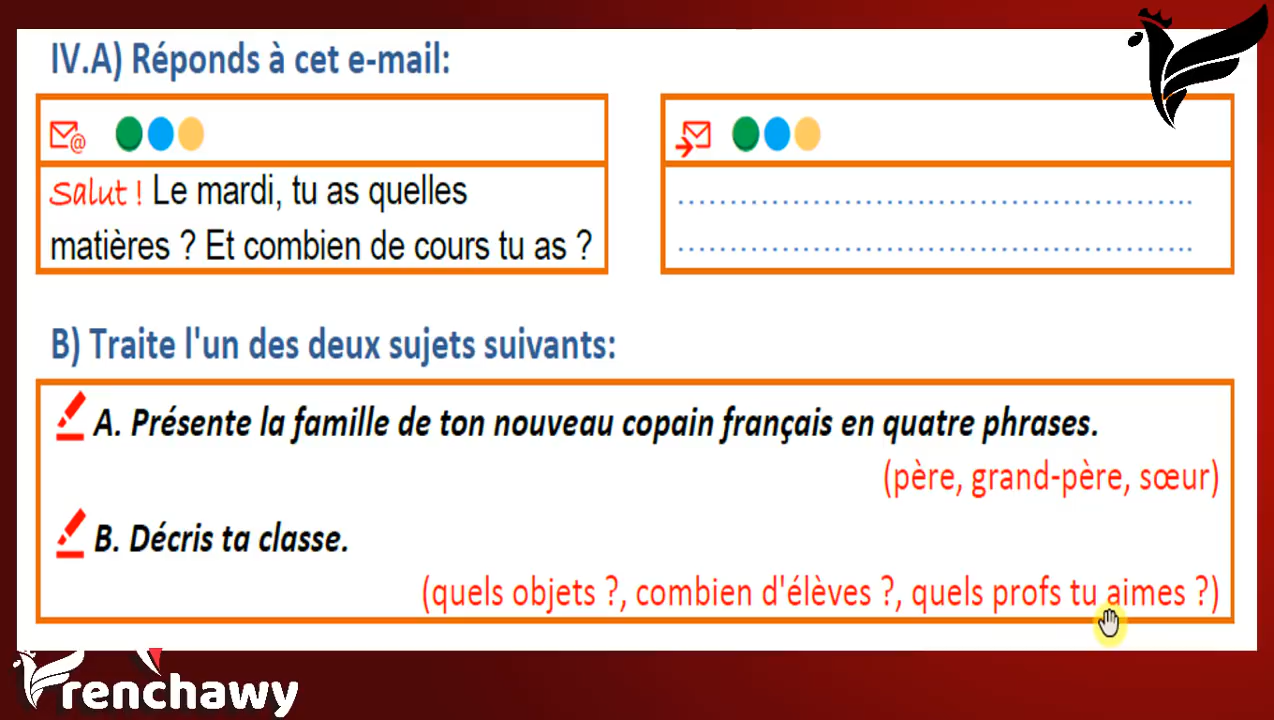 IV.A) Réponds à cet e-mail:
Salut ! Le mardi, tu as quelles
matières ? Et combien de cours tu as ?
................................................
................................................
B) Traite l'un des deux sujets suivants:
A. Présente la famille de ton nouveau copain français en quatre phrases.
(père, grand-père, sœur)
B. Décris ta classe.
(quels objets ?, combien d'élèves ?, quels profs tu aimes ?)
Frenchawy